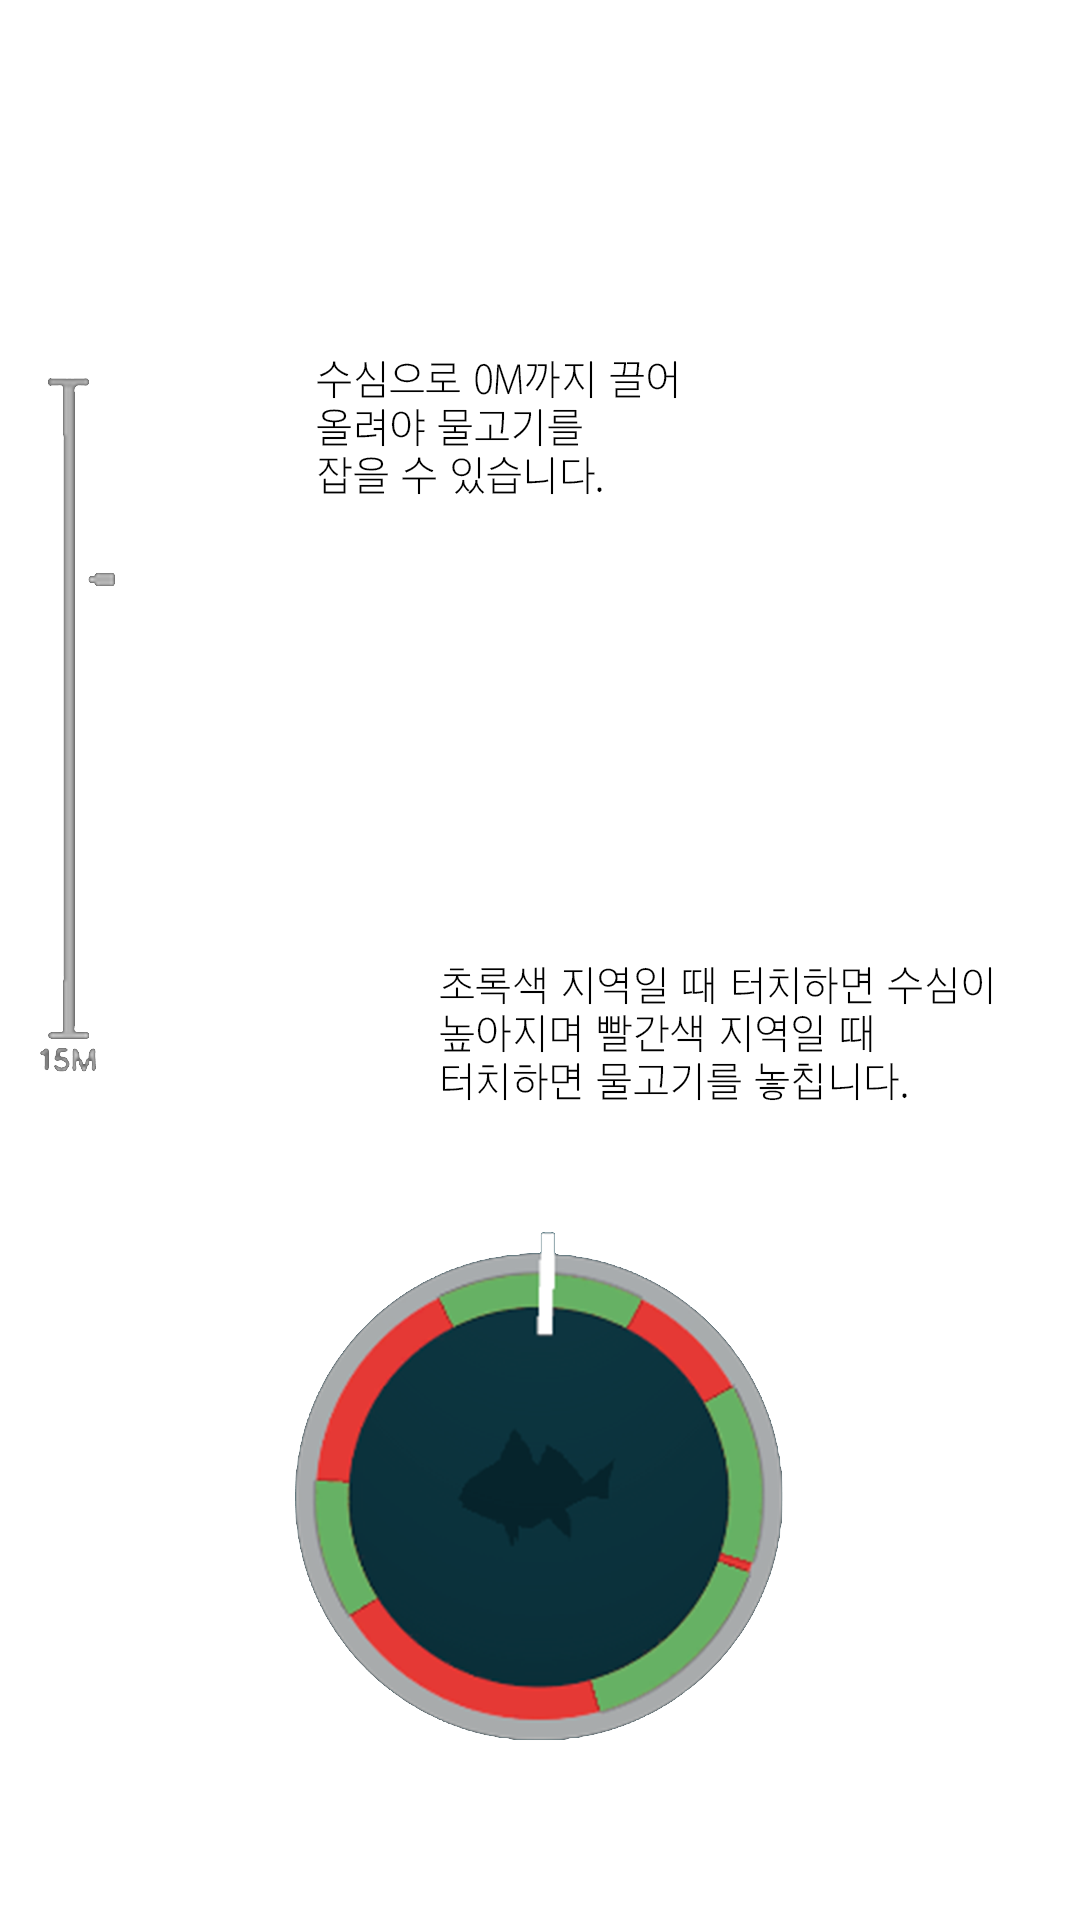 수심으로 0M까지 끌어
올려야 물고기를
잡을 수 있습니다.
초록색 지역일 때 터치하면 수심이
높아지며 빨간색 지역일 때
터치하면 물고기를 놓칩니다.
15M